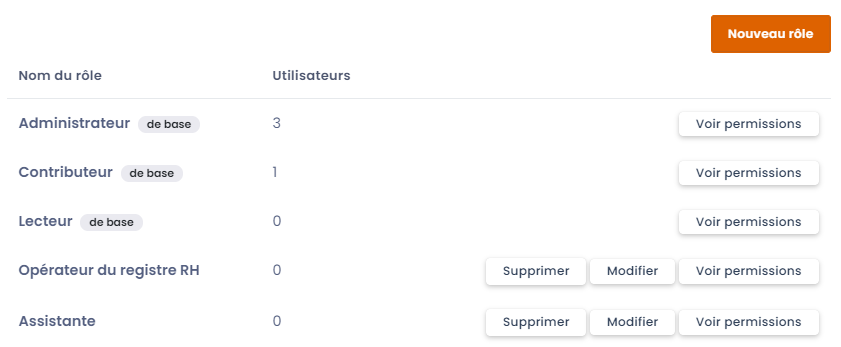 Nouveau rôle
Nom du rôle Utilisateurs
Administrateur de base 3 Voir permissions
Contributeur de base 1 Voir permissions
Lecteur de base 0 Voir permissions
Opérateur du registre RH 0 Supprimer Modifier Voir permissions
Assistante 0 Supprimer Modifier Voir permissions